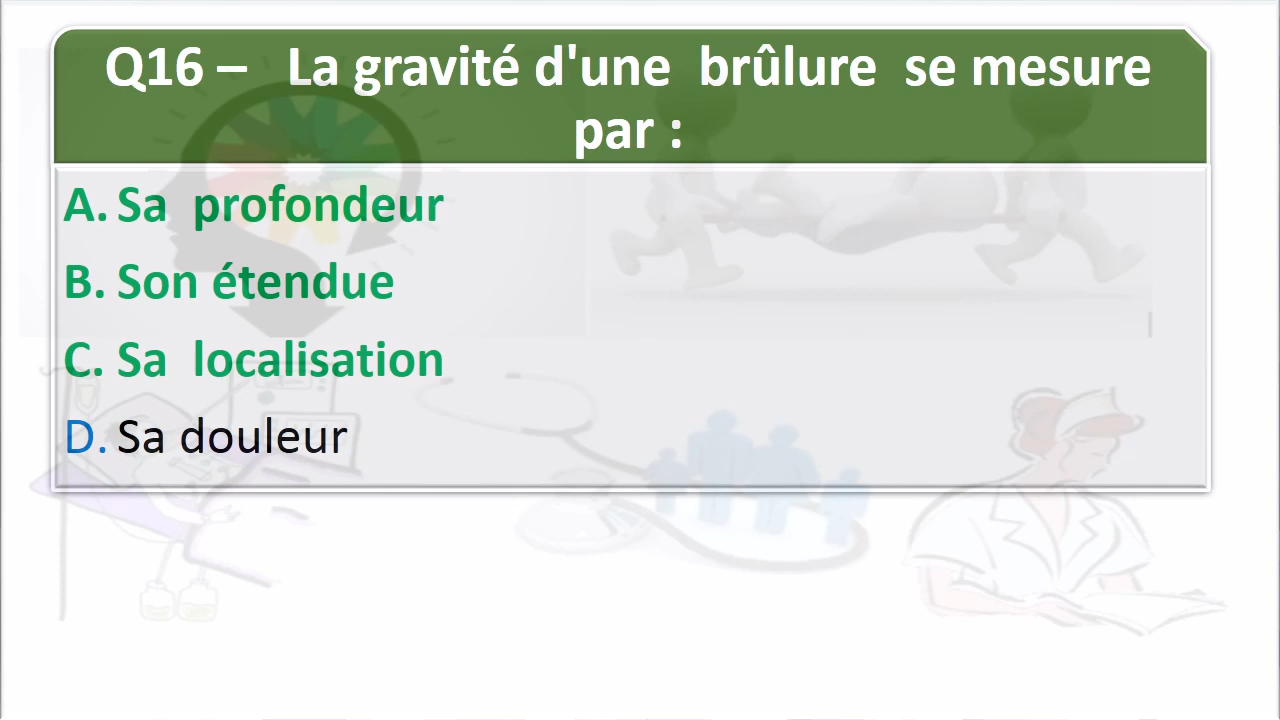 Q16 – La gravité d'une brûlure se mesure
par :
A. Sa profondeur
B. Son étendue
C. Sa localisation
D. Sa douleur